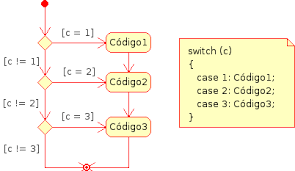 [c = 1]
Código1
[c != 1]
[c = 2]
Código2
[c != 2]
[c = 3]
Código3
[c != 3]
switch (c)
{
case 1: Código1;
case 2: Código2;
case 3: Código3;
}